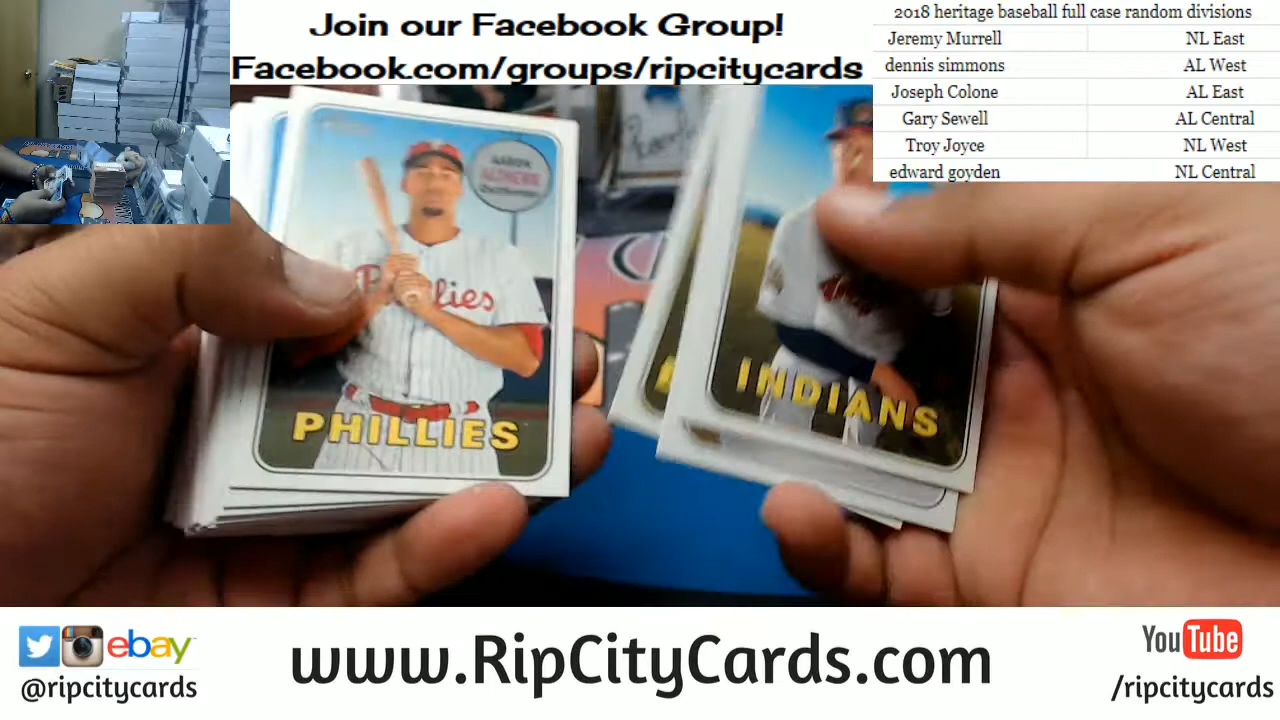 Join our Facebook Group!
Facebook.com/groups/ripcitycards
2018 heritage baseball full case random divisions
Jeremy Murrell NL East
dennis simmons AL West
Joseph Colone AL East
Gary Sewell AL Central
Troy Joyce NL West
edward goyden NL Central
AARON
ALTHERR
PHILLIES
Phillies
INDIANS
ebay
@ripcitycards
www.RipCityCards.com
YouTube
/ripcitycards